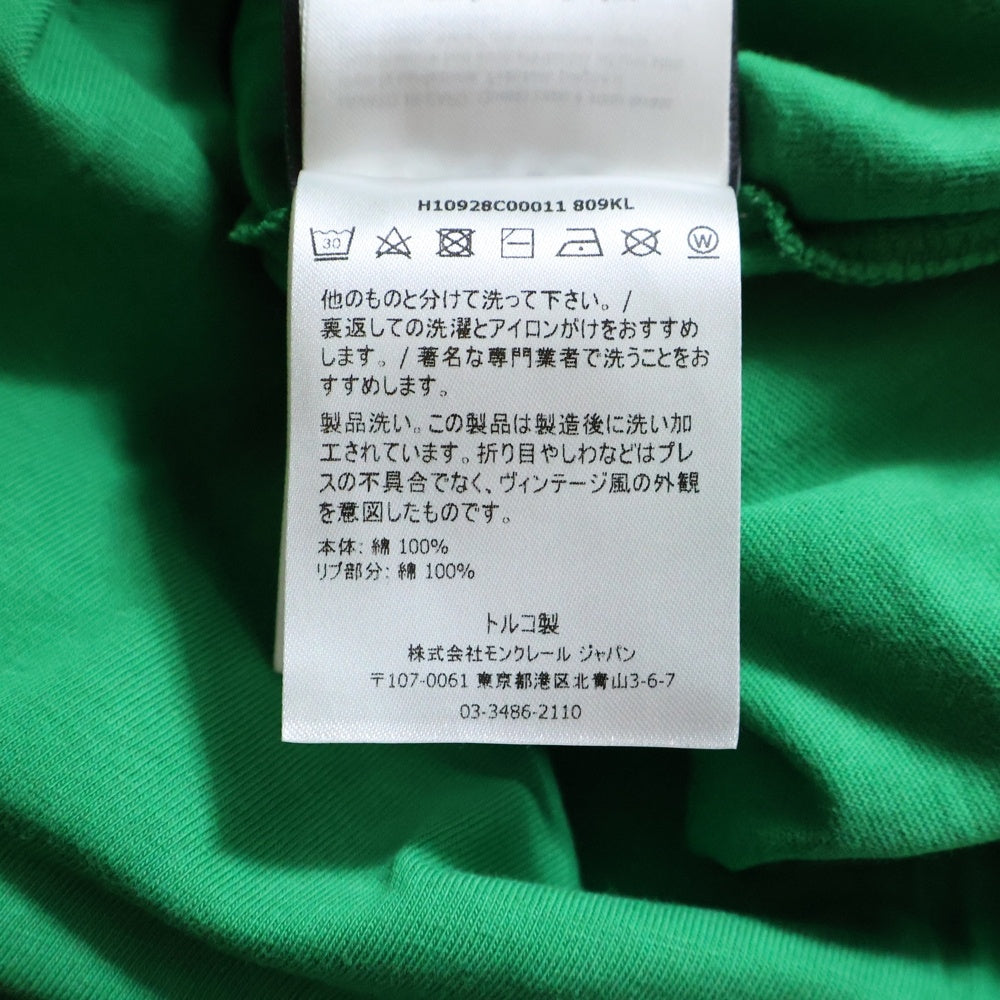 H10928C00011 809KL
30 W
他のものと分けて洗って下さい。/
裏返しての洗濯とアイロンがけをおすすめ
します。/ 著名な専門業者で洗うことをお
すすめします。
製品洗い。この製品は製造後に洗い加
工されています。折り目やしわなどはプレ
スの不具合でなく、ヴィンテージ風の外観
を意図したものです。
本体: 綿 100%
リブ部分: 綿 100%
トルコ製
株式会社モンクレール ジャパン
〒107-0061 東京都港区北青山3-6-7
03-3486-2110